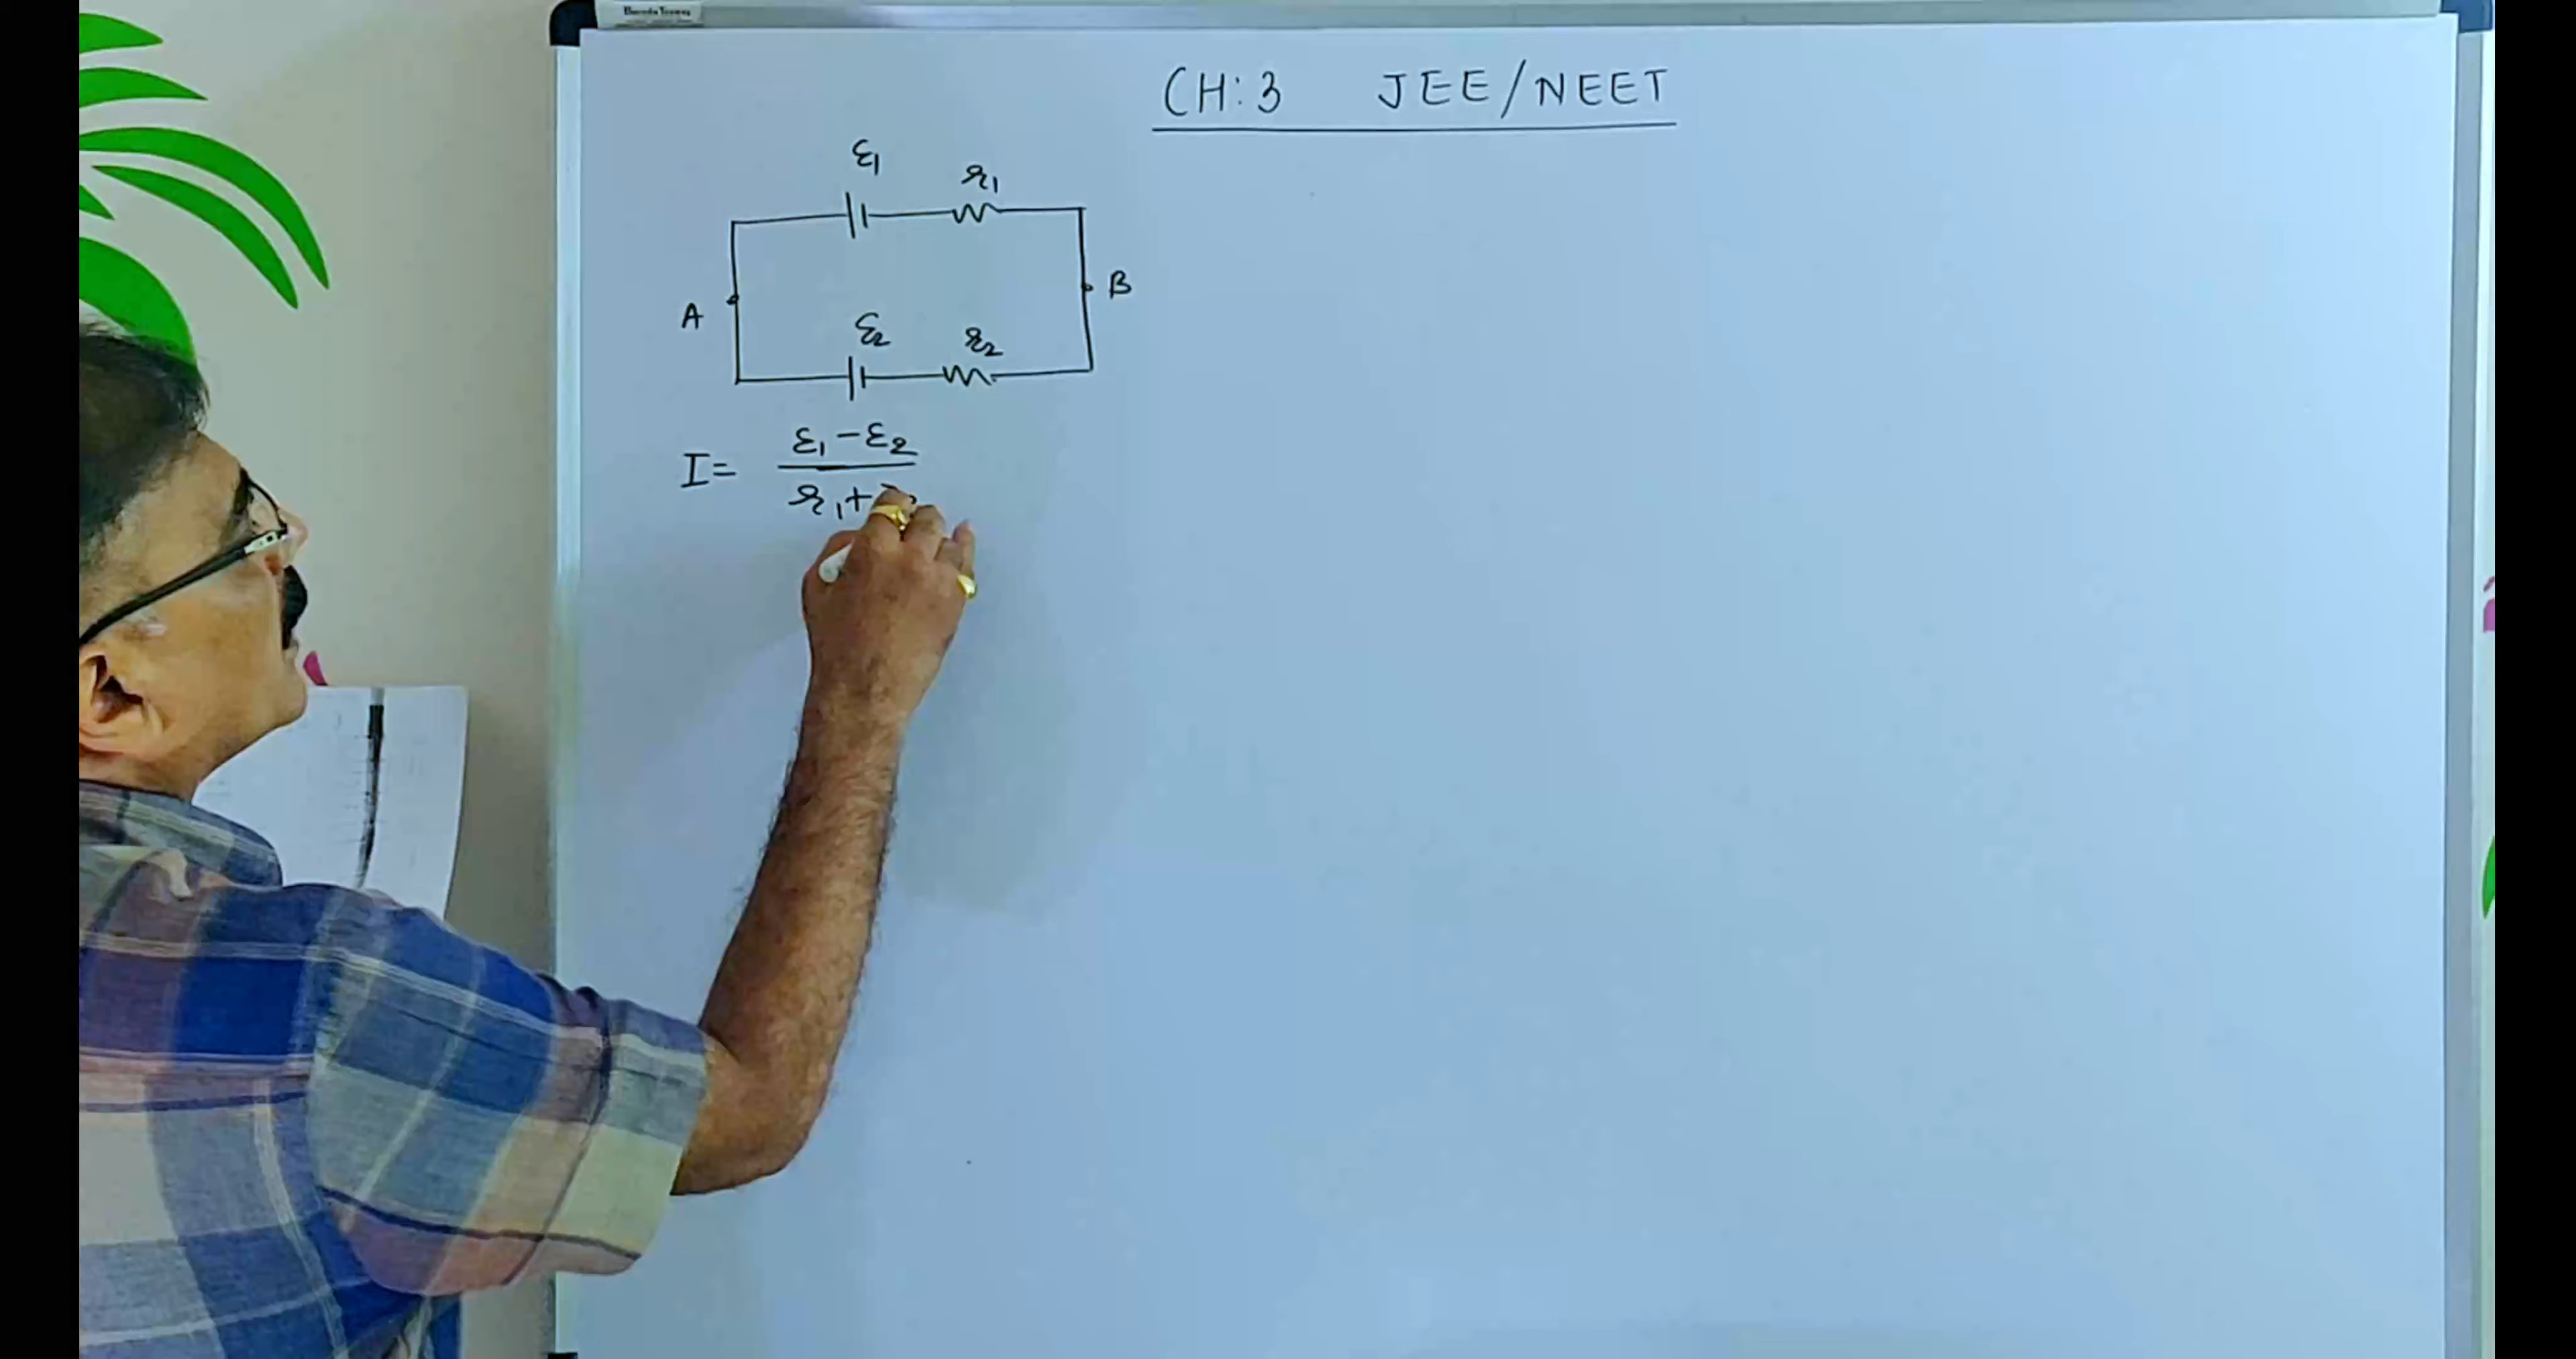 CH:3 JEE/NEET
ε₁
r₁
B
A
ε₂
r₂
ε₁-ε₂
I=
r₁+